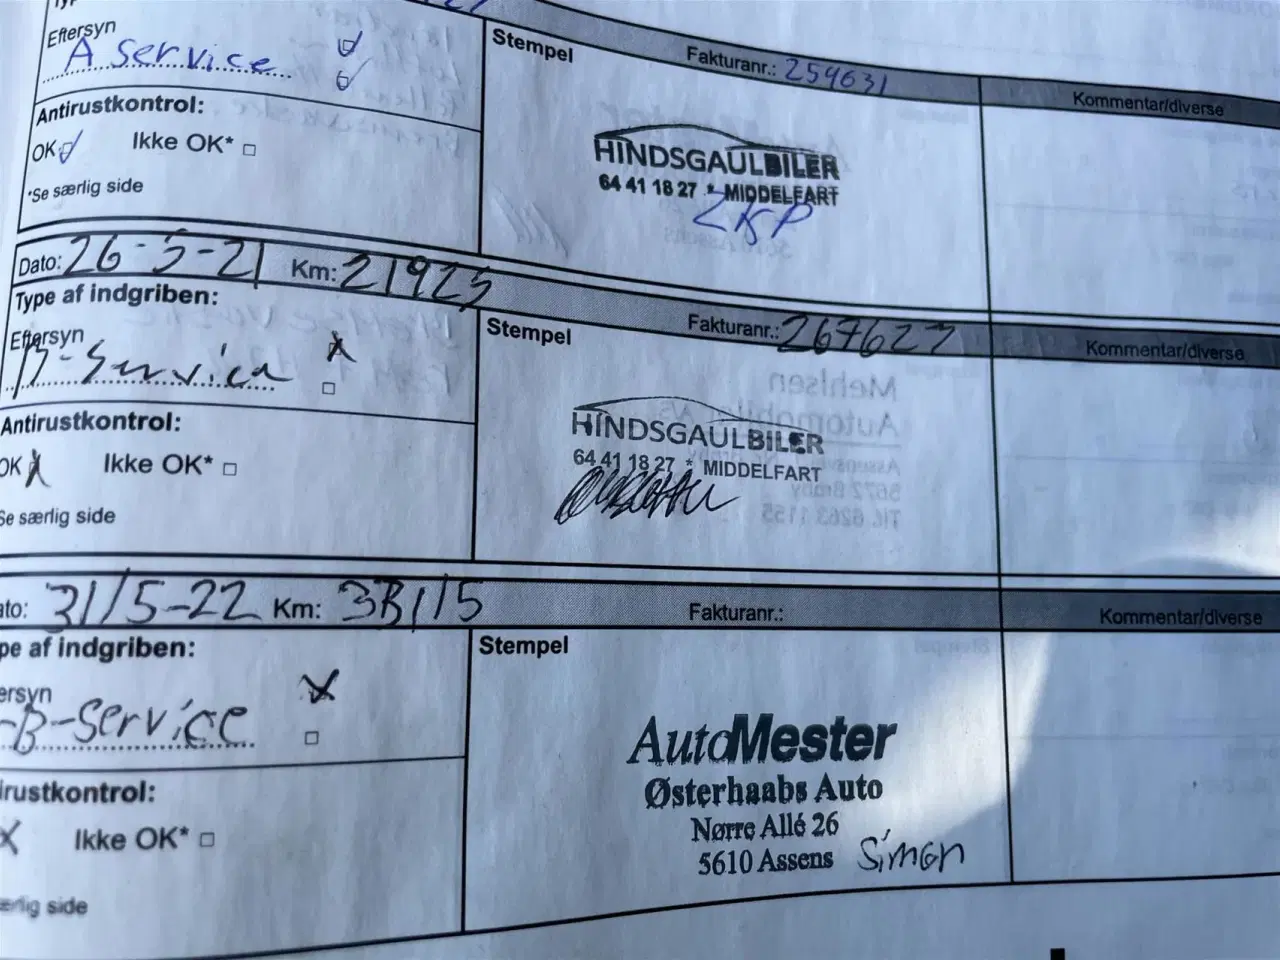 Eftersyn
A service
Stempel
Fakturanr.: 259631
Kommentar/diverse
Antirustkontrol:
OK
Ikke OK*
*Se særlig side
HINDSGAULBILER
64 41 18 27 * MIDDELFART
Dato: 26-5-21 Km: 21925
Fakturanr.: 267627
Kommentar/diverse
Type af indgriben:
Eftersyn
B-Service
Stempel
HINDSGAULBILER
64 41 18 27 * MIDDELFART
Antirustkontrol:
OK
Ikke OK*
Se særlig side
ato: 31/5-22 Km:
Fakturanr.:
Kommentar/diverse
pe af indgriben:
ersyn
-B-Service
Stempel
AutoMester
Østerhaabs Auto
Nørre Allé 26
5610 Assens Simon
irustkontrol:
Ikke OK*
ærlig side